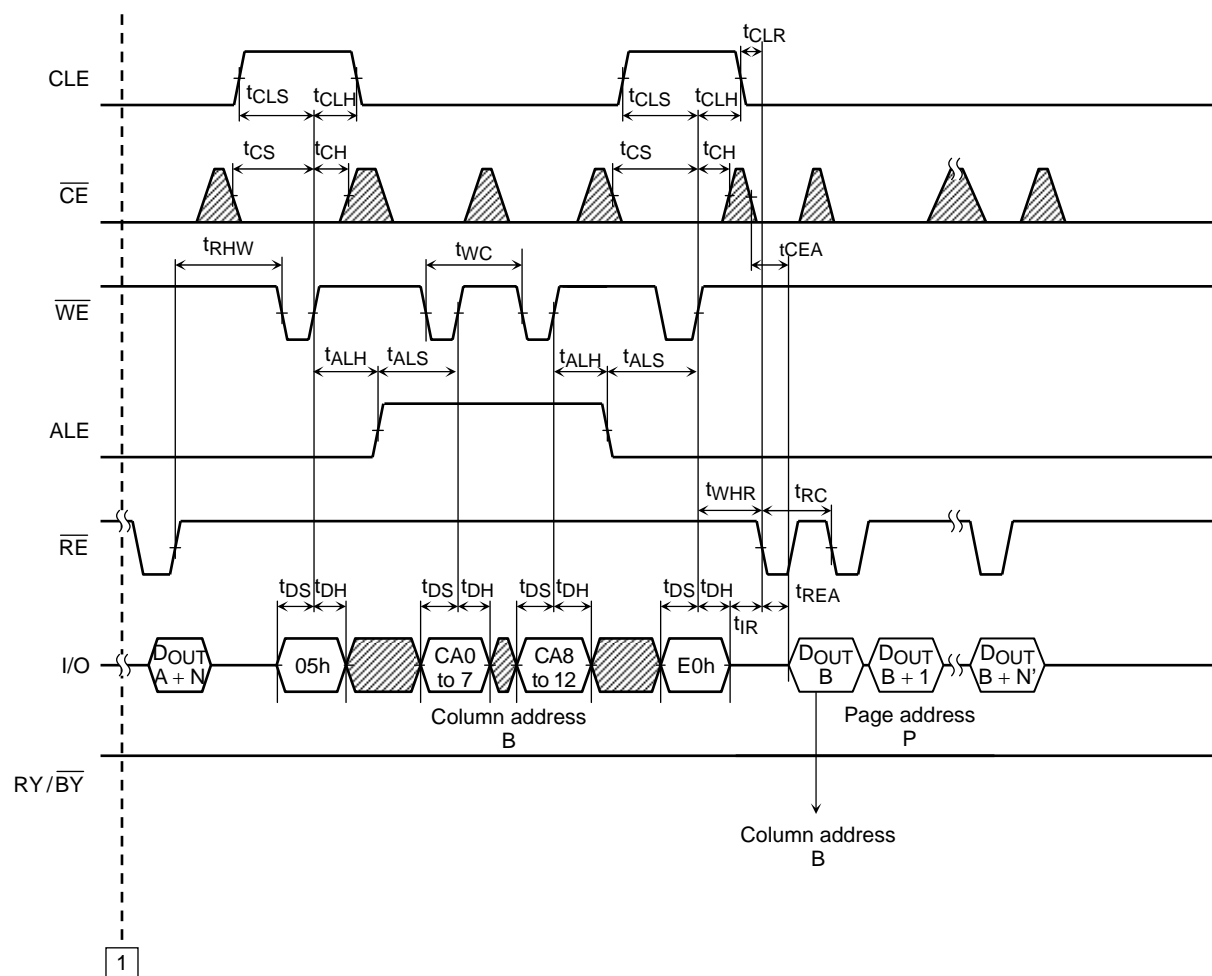 tCLR
CLE
tCLS tCLH tCLS tCLH
tCS tCH tCS tCH
CE
tRHW tWC tCEA
WE
tALH tALS tALH tALS
ALE
tWHR tRC
RE
tDS tDH tDS tDH tDS tDH tDS tDH tREA
tIR
I/O
DOUT
A + N
05h
CA0
to 7
CA8
to 12
E0h
DOUT
B
DOUT
B + 1
DOUT
B + N'
Column address
B
Page address
P
RY/BY
Column address
B
1